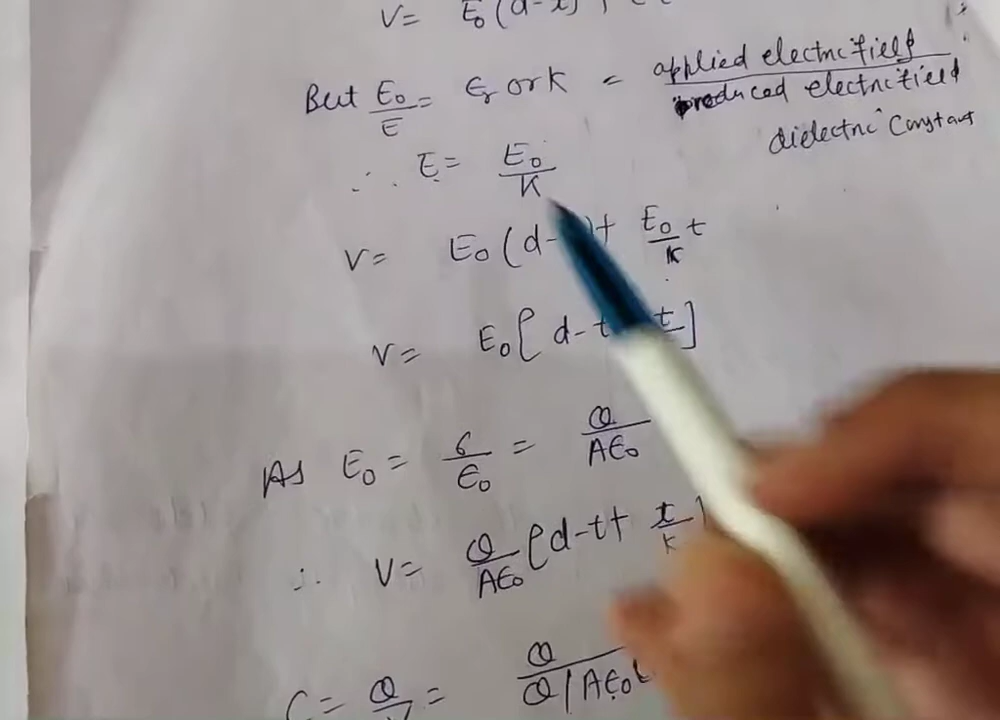 V= E₀(d-t)
But E₀/E = εr or K = applied electric field / produced electric field
dielectric constant
∴ E= E₀/K
V= E₀(d- )+ E₀/K t
V= E₀[d-t t ]
As E₀ = σ/ε₀ = Q/Aε₀
∴ V= Q/Aε₀ [d-t+ t/K]
C= Q/V = Q / Q/Aε₀